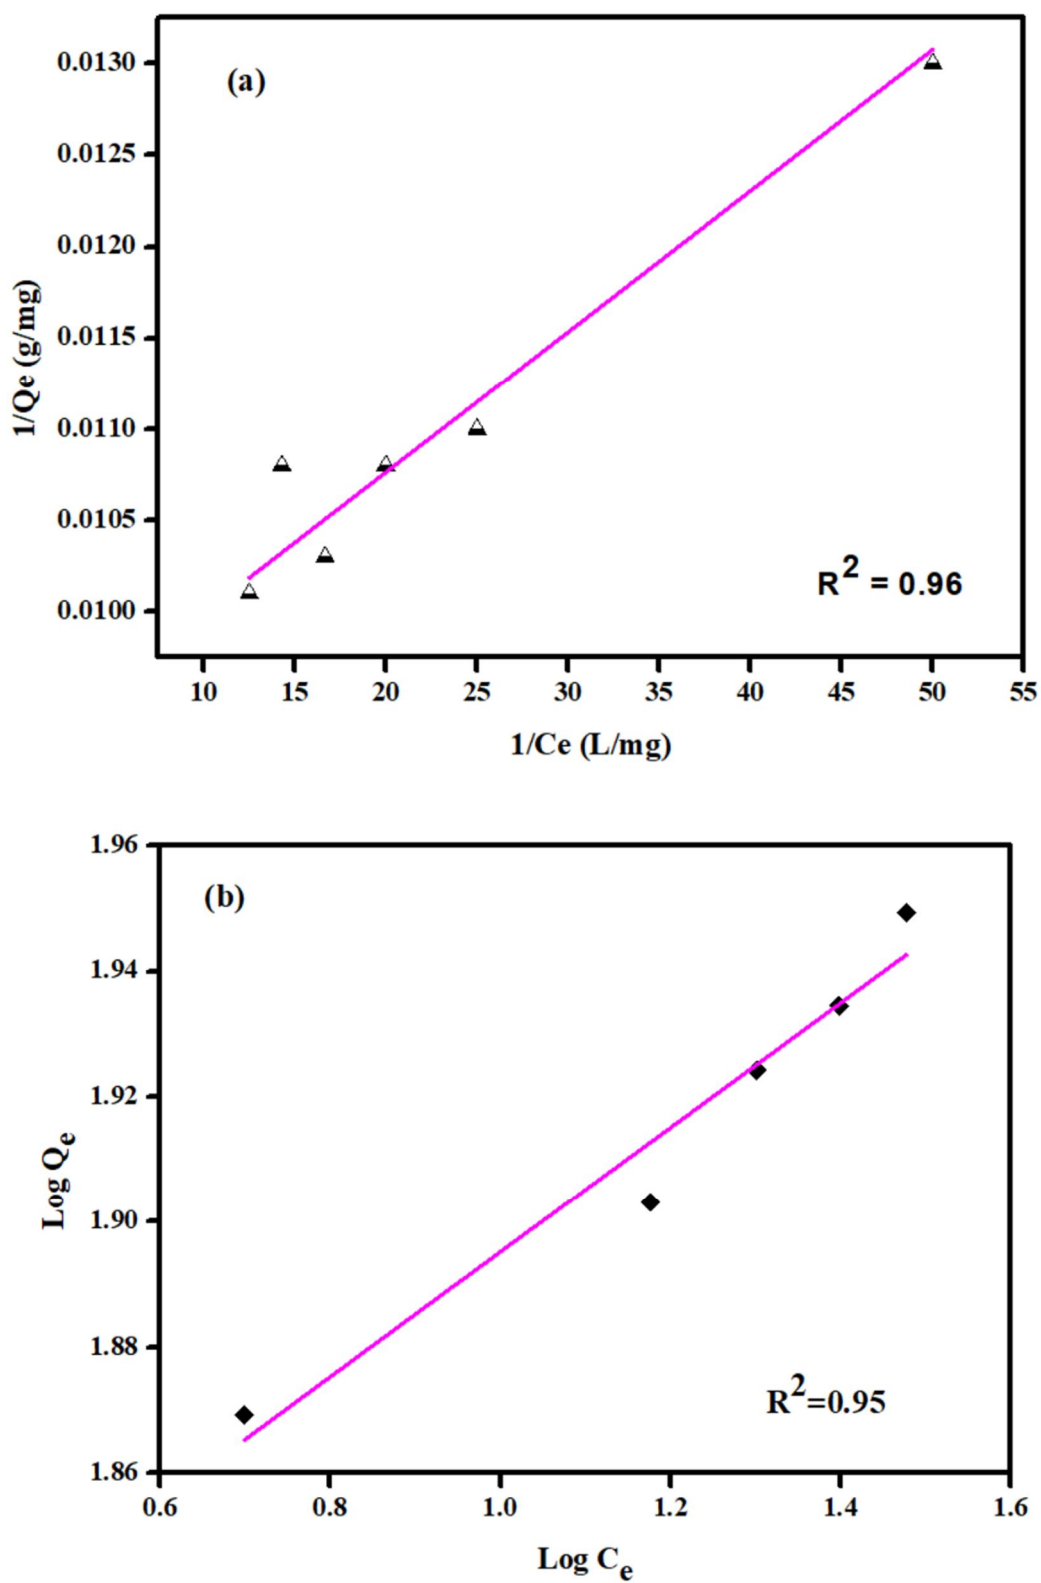 (a)
0.0130
0.0125
0.0120
0.0115
0.0110
0.0105
0.0100
1/Qe (g/mg)
R2 = 0.96
10 15 20 25 30 35 40 45 50 55
1/Ce (L/mg)
(b)
1.96
1.94
1.92
1.90
1.88
1.86
Log Qe
R2=0.95
0.6 0.8 1.0 1.2 1.4 1.6
Log Ce